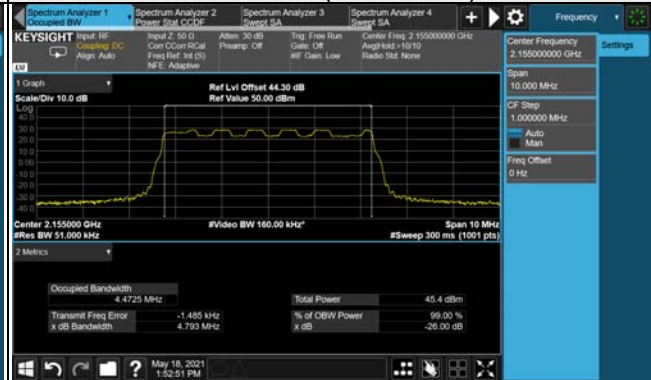 Spectrum Analyzer 1
Occupied BW
Spectrum Analyzer 2
Power Stat CCDF
Spectrum Analyzer 3
Swept SA
Spectrum Analyzer 4
Swept SA
Frequency
KEYSIGHT
Input: RF
Coupling: DC
Align: Auto
Input Z: 50 Ω
Corr CCorr RCal
Freq Ref: Int (S)
NFE: Adaptive
Atten: 30 dB
Preamp: Off
Trig: Free Run
Gate: Off
#IF Gain: Low
Center Freq: 2.155000000 GHz
Avg|Hold:>10/10
Radio Std: None
Center Frequency
2.155000000 GHz
Settings
Span
10.000 MHz
CF Step
1.000000 MHz
Auto
Man
Freq Offset
0 Hz
1 Graph
Scale/Div 10.0 dB
Ref Lvl Offset 44.30 dB
Ref Value 50.00 dBm
Log
40.0
30.0
20.0
10.0
0.00
-10.0
-20.0
-30.0
-40.0
Center 2.155000 GHz
#Res BW 51.000 kHz
#Video BW 160.00 kHz*
Span 10 MHz
#Sweep 300 ms (1001 pts)
2 Metrics
Occupied Bandwidth
4.4725 MHz
Total Power 45.4 dBm
Transmit Freq Error -1.485 kHz
% of OBW Power 99.00 %
x dB Bandwidth 4.793 MHz
x dB -26.00 dB
?
May 18, 2021
1:52:51 PM